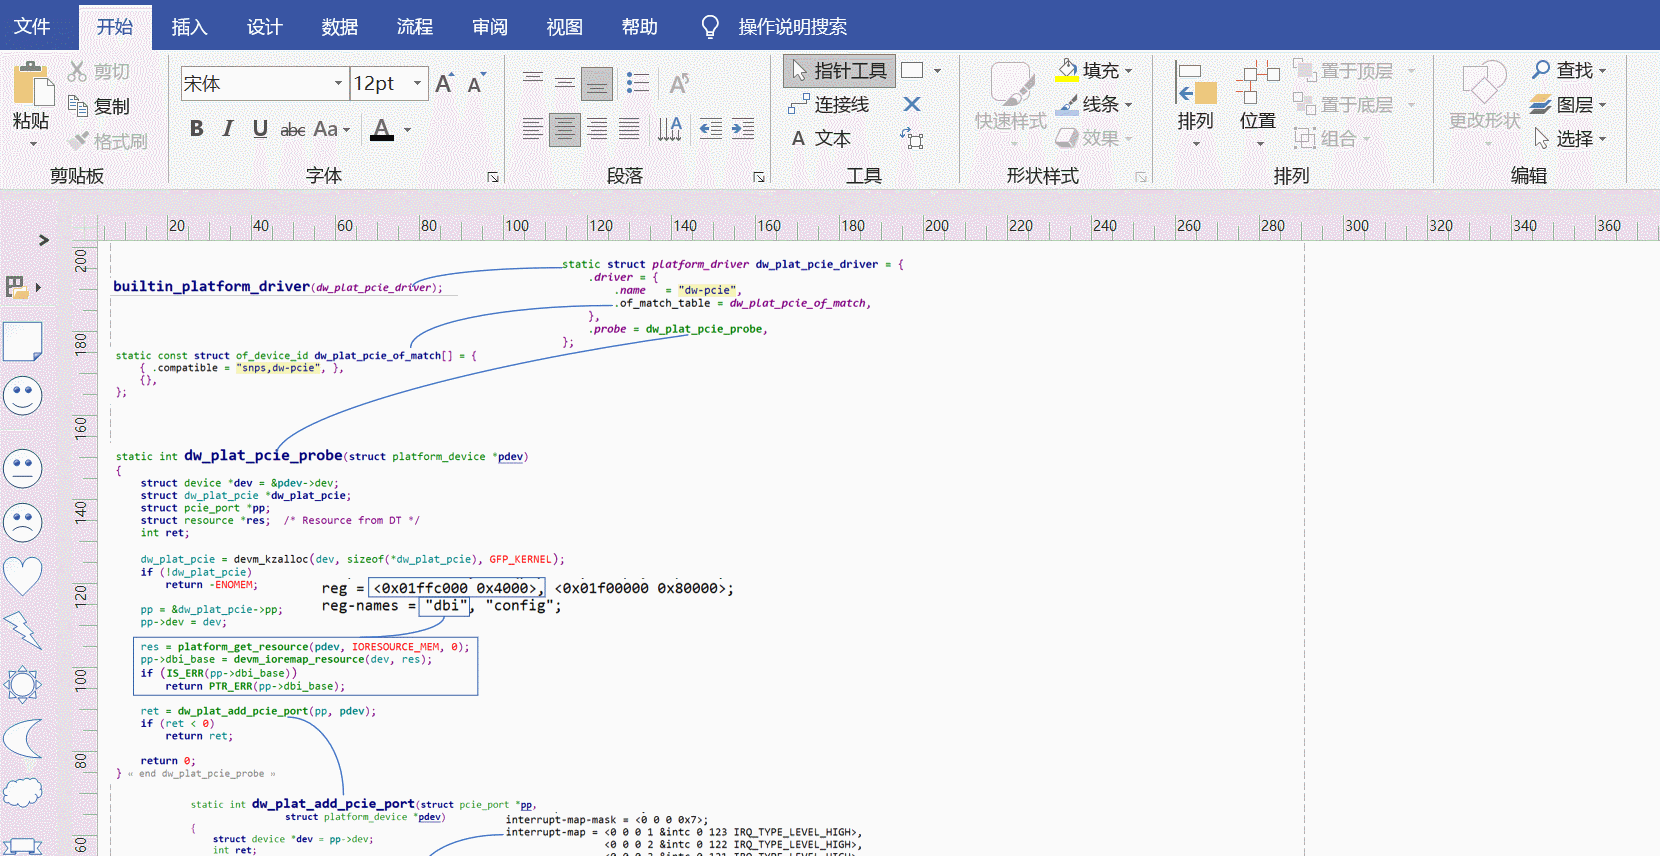 文件 开始 插入 设计 数据 流程 审阅 视图 帮助 操作说明搜索
粘贴 剪切 复制 格式刷
剪贴板
宋体 12pt A A
B I U abc Aa A
字体
A
段落
指针工具
连接线
A 文本
工具
快速样式 填充 线条 效果
形状样式
排列 位置 置于顶层 置于底层 组合
排列
更改形状 查找 图层 选择
编辑
20 40 60 80 100 120 140 160 180 200 220 240 260 280 300 320 340 360
200
180
160
140
120
100
80
60
builtin_platform_driver(dw_plat_pcie_driver);
static struct platform_driver dw_plat_pcie_driver = {
.driver = {
.name = "dw-pcie",
.of_match_table = dw_plat_pcie_of_match,
},
.probe = dw_plat_pcie_probe,
};
static const struct of_device_id dw_plat_pcie_of_match[] = {
{ .compatible = "snps,dw-pcie", },
{},
};
static int dw_plat_pcie_probe(struct platform_device *pdev)
{
struct device *dev = &pdev->dev;
struct dw_plat_pcie *dw_plat_pcie;
struct pcie_port *pp;
struct resource *res; /* Resource from DT */
int ret;
dw_plat_pcie = devm_kzalloc(dev, sizeof(*dw_plat_pcie), GFP_KERNEL);
if (!dw_plat_pcie)
return -ENOMEM;
reg = <0x01ffc000 0x4000>, <0x01f00000 0x80000>;
reg-names = "dbi", "config";
pp = &dw_plat_pcie->pp;
pp->dev = dev;
res = platform_get_resource(pdev, IORESOURCE_MEM, 0);
pp->dbi_base = devm_ioremap_resource(dev, res);
if (IS_ERR(pp->dbi_base))
return PTR_ERR(pp->dbi_base);
ret = dw_plat_add_pcie_port(pp, pdev);
if (ret < 0)
return ret;
return 0;
} « end dw_plat_pcie_probe »
static int dw_plat_add_pcie_port(struct pcie_port *pp,
struct platform_device *pdev)
{
struct device *dev = pp->dev;
int ret;
interrupt-map-mask = <0 0 0 0x7>;
interrupt-map = <0 0 0 1 &intc 0 123 IRQ_TYPE_LEVEL_HIGH>,
<0 0 0 2 &intc 0 122 IRQ_TYPE_LEVEL_HIGH>,